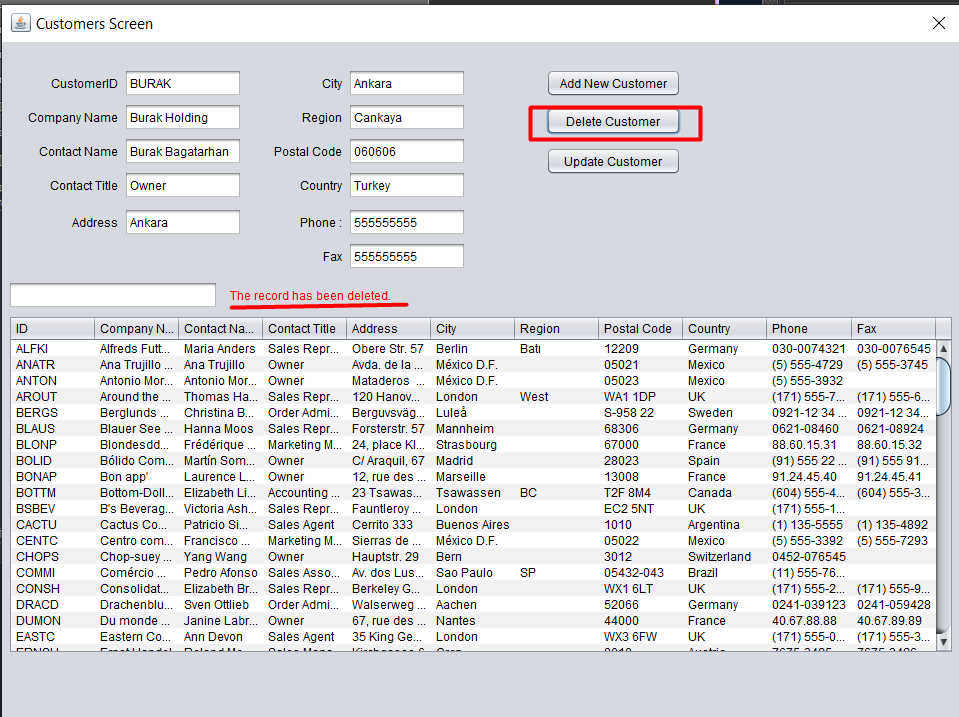 Customers Screen
CustomerID BURAK City Ankara Add New Customer
Company Name Burak Holding Region Cankaya Delete Customer
Contact Name Burak Bagatarhan Postal Code 060606 Update Customer
Contact Title Owner Country Turkey
Address Ankara Phone : 555555555
Fax 555555555
The record has been deleted.
ID Company N... Contact Na... Contact Title Address City Region Postal Code Country Phone Fax
ALFKI Alfreds Futt... Maria Anders Sales Repr... Obere Str. 57 Berlin Batı 12209 Germany 030-0074321 030-0076545
ANATR Ana Trujillo ... Ana Trujillo Owner Avda. de la ... México D.F. 05021 Mexico (5) 555-4729 (5) 555-3745
ANTON Antonio Mor... Antonio Mor... Owner Mataderos ... México D.F. 05023 Mexico (5) 555-3932
AROUT Around the ... Thomas Ha... Sales Repr... 120 Hanov... London West WA1 1DP UK (171) 555-7... (171) 555-6...
BERGS Berglunds ... Christina B... Order Admi... Berguvsväg... Luleå S-958 22 Sweden 0921-12 34 ... 0921-12 34 ...
BLAUS Blauer See ... Hanna Moos Sales Repr... Forsterstr. 57 Mannheim 68306 Germany 0621-08460 0621-08924
BLONP Blondesdd... Frédérique ... Marketing M... 24, place Kl... Strasbourg 67000 France 88.60.15.31 88.60.15.32
BOLID Bólido Com... Martín Som... Owner C/ Araquil, 67 Madrid 28023 Spain (91) 555 22 ... (91) 555 91...
BONAP Bon app' Laurence L... Owner 12, rue des ... Marseille 13008 France 91.24.45.40 91.24.45.41
BOTTM Bottom-Doll... Elizabeth Li... Accounting ... 23 Tsawas... Tsawassen BC T2F 8M4 Canada (604) 555-4... (604) 555-3...
BSBEV B's Beverag... Victoria Ash... Sales Repr... Fauntleroy ... London EC2 5NT UK (171) 555-1...
CACTU Cactus Co... Patricio Si... Sales Agent Cerrito 333 Buenos Aires 1010 Argentina (1) 135-5555 (1) 135-4892
CENTC Centro com... Francisco ... Marketing M... Sierras de ... México D.F. 05022 Mexico (5) 555-3392 (5) 555-7293
CHOPS Chop-suey ... Yang Wang Owner Hauptstr. 29 Bern 3012 Switzerland 0452-076545
COMMI Comércio ... Pedro Afonso Sales Asso... Av. dos Lus... Sao Paulo SP 05432-043 Brazil (11) 555-76...
CONSH Consolidat... Elizabeth Br... Sales Repr... Berkeley G... London WX1 6LT UK (171) 555-2... (171) 555-9...
DRACD Drachenblu... Sven Ottlieb Order Admi... Walserweg ... Aachen 52066 Germany 0241-039123 0241-059428
DUMON Du monde ... Janine Labr... Owner 67, rue des ... Nantes 44000 France 40.67.88.88 40.67.89.89
EASTC Eastern Co... Ann Devon Sales Agent 35 King Ge... London WX3 6FW UK (171) 555-0... (171) 555-3...